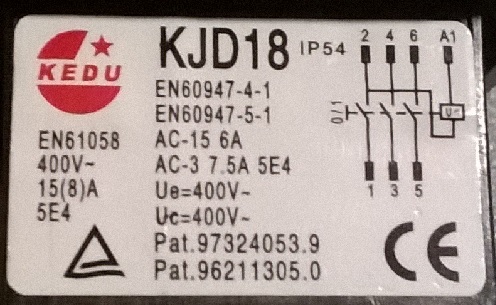 KEDU
KJD18 IP54
EN60947-4-1
EN60947-5-1
AC-15 6A
AC-3 7.5A 5E4
Ue=400V~
Uc=400V~
Pat.97324053.9
Pat.96211305.0
EN61058
400V~
15(8)A
5E4
2 4 6 A1
U<
1 3 5
CE